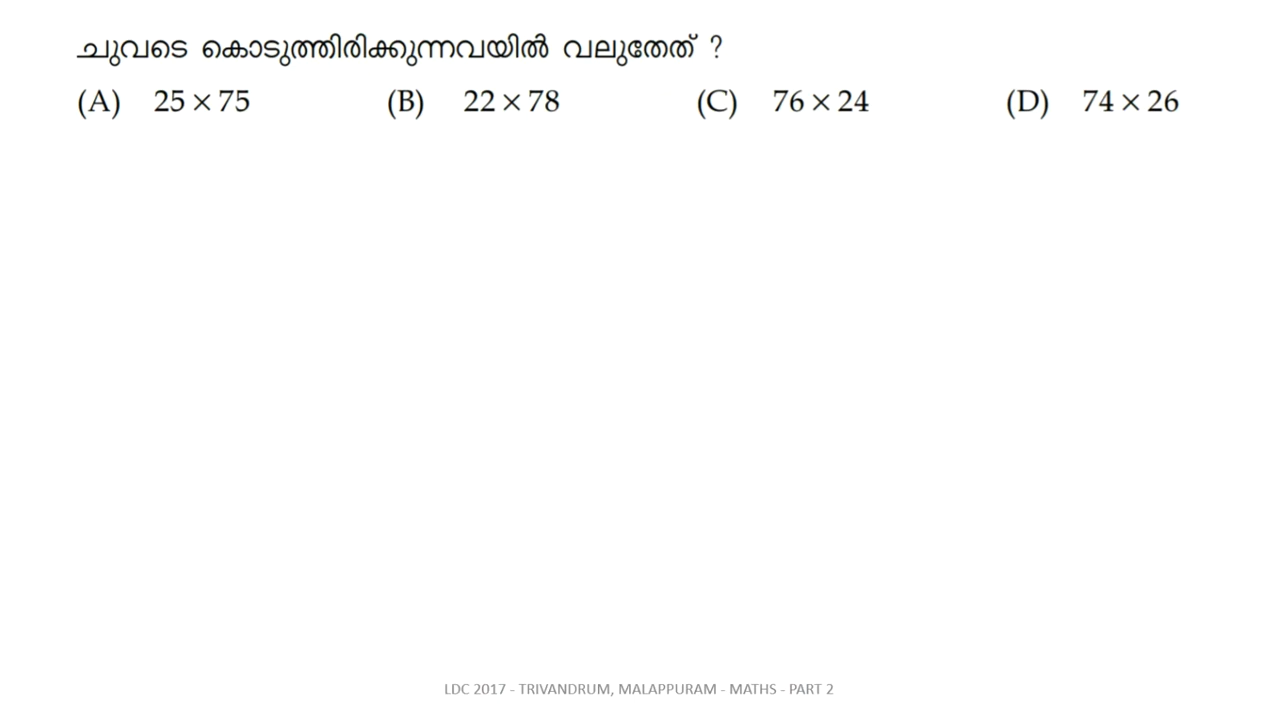 ചുവടെ കൊടുത്തിരിക്കുന്നവയിൽ വലുതേത് ?
(A) 25 × 75 (B) 22 × 78 (C) 76 × 24 (D) 74 × 26
LDC 2017 - TRIVANDRUM, MALAPPURAM - MATHS - PART 2